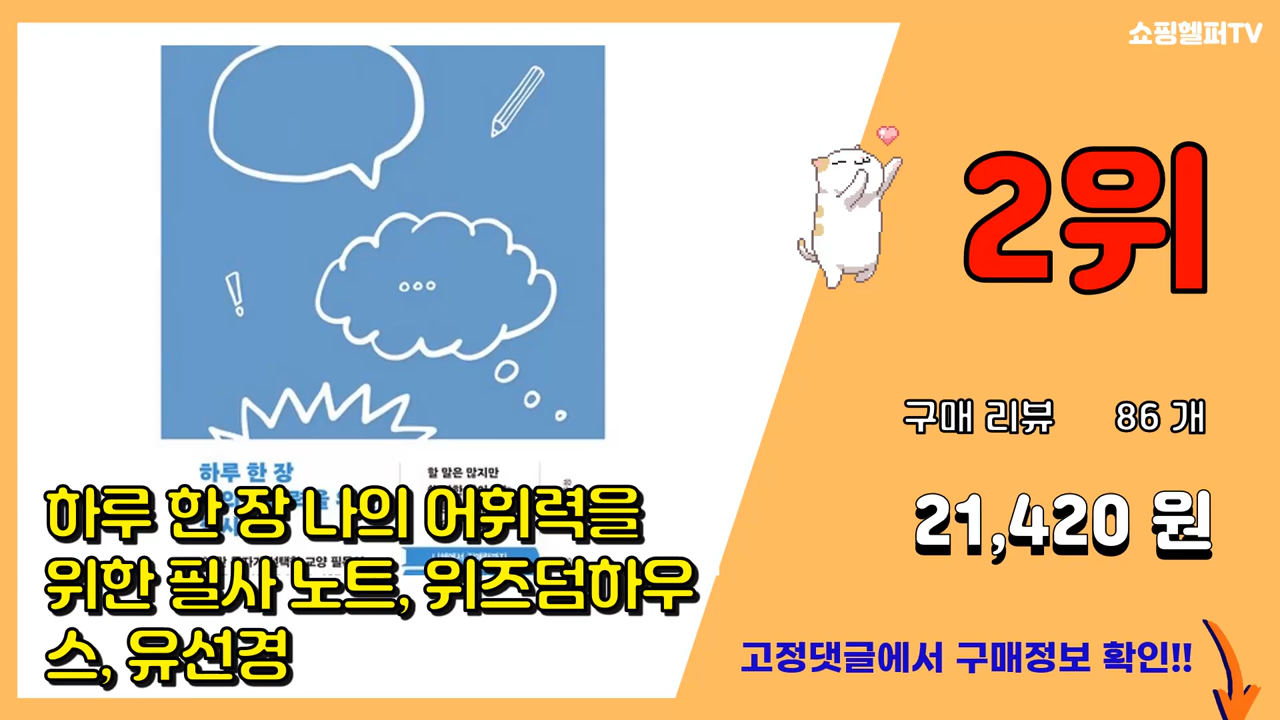 쇼핑헬퍼TV
2위
구매 리뷰 86 개
21,420 원
고정댓글에서 구매정보 확인!!
하루 한 장
할 말은 많지만
하루 한 장 나의 어휘력을
위한 필사 노트, 위즈덤하우
스, 유선경